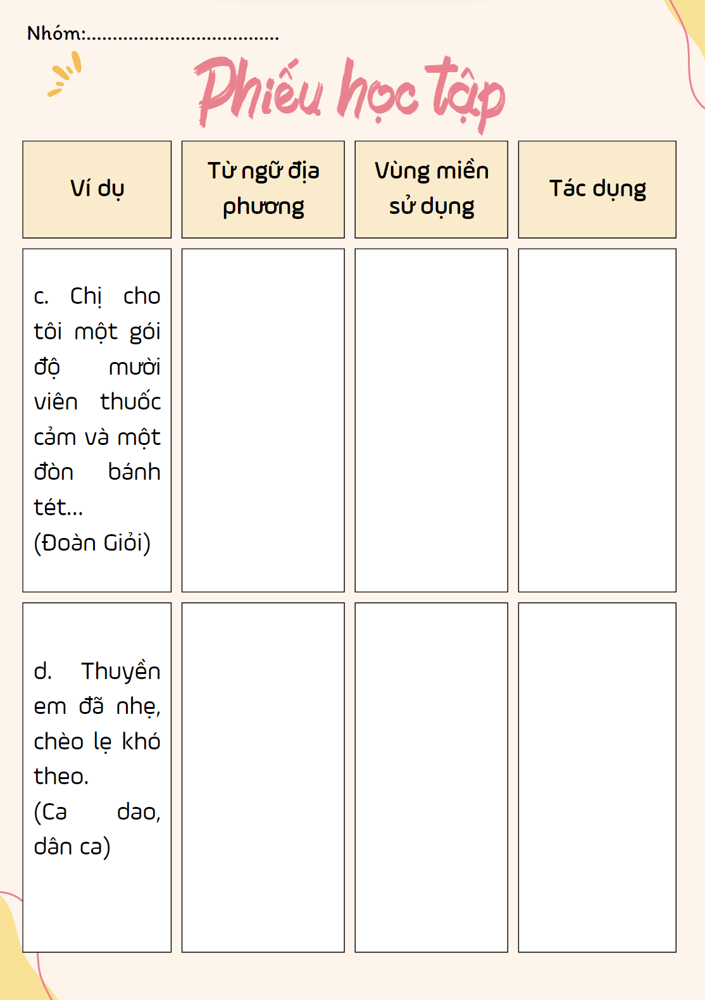 Nhóm:.....................................
Phiếu học tập
Ví dụ
Từ ngữ địa
phương
Vùng miền
sử dụng
Tác dụng
c. Chị cho
tôi một gói
độ mười
viên thuốc
cảm và một
đòn bánh
tét...
(Đoàn Giỏi)
d. Thuyền
em đã nhẹ,
chèo lẹ khó
theo.
(Ca dao,
dân ca)